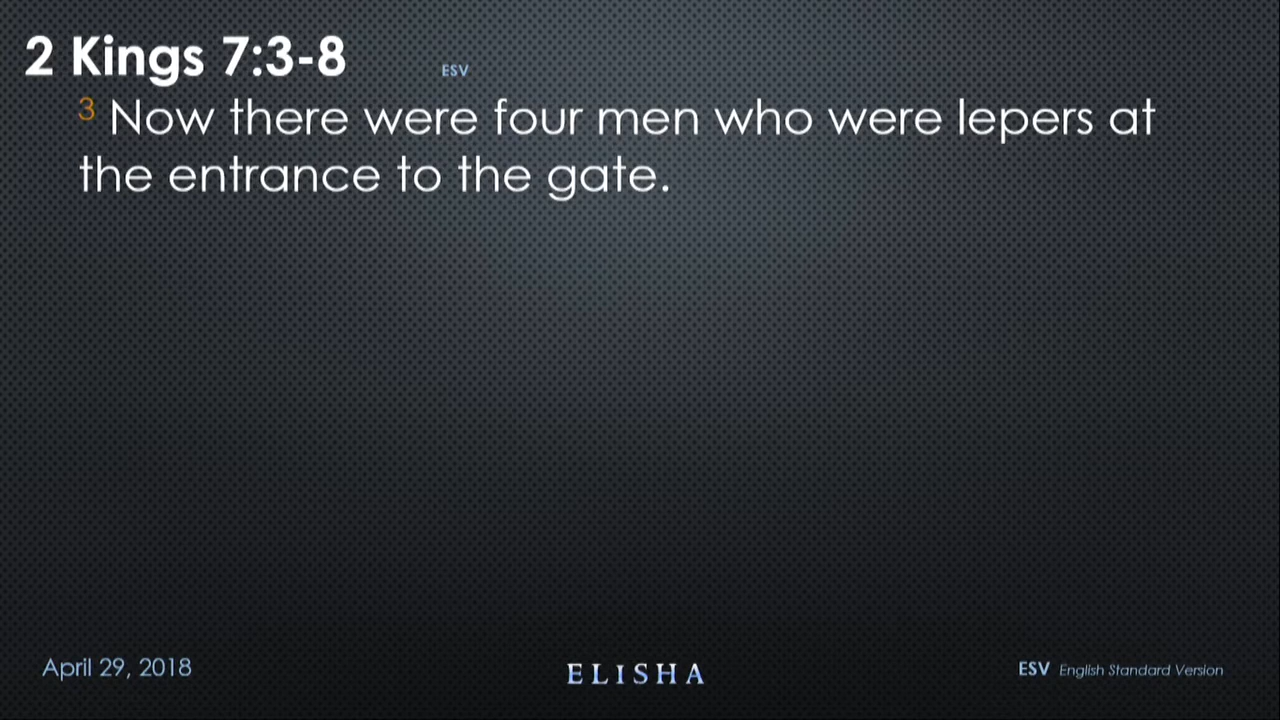 2 Kings 7:3-8 ESV
3 Now there were four men who were lepers at
the entrance to the gate.
April 29, 2018 ELISHA ESV English Standard Version